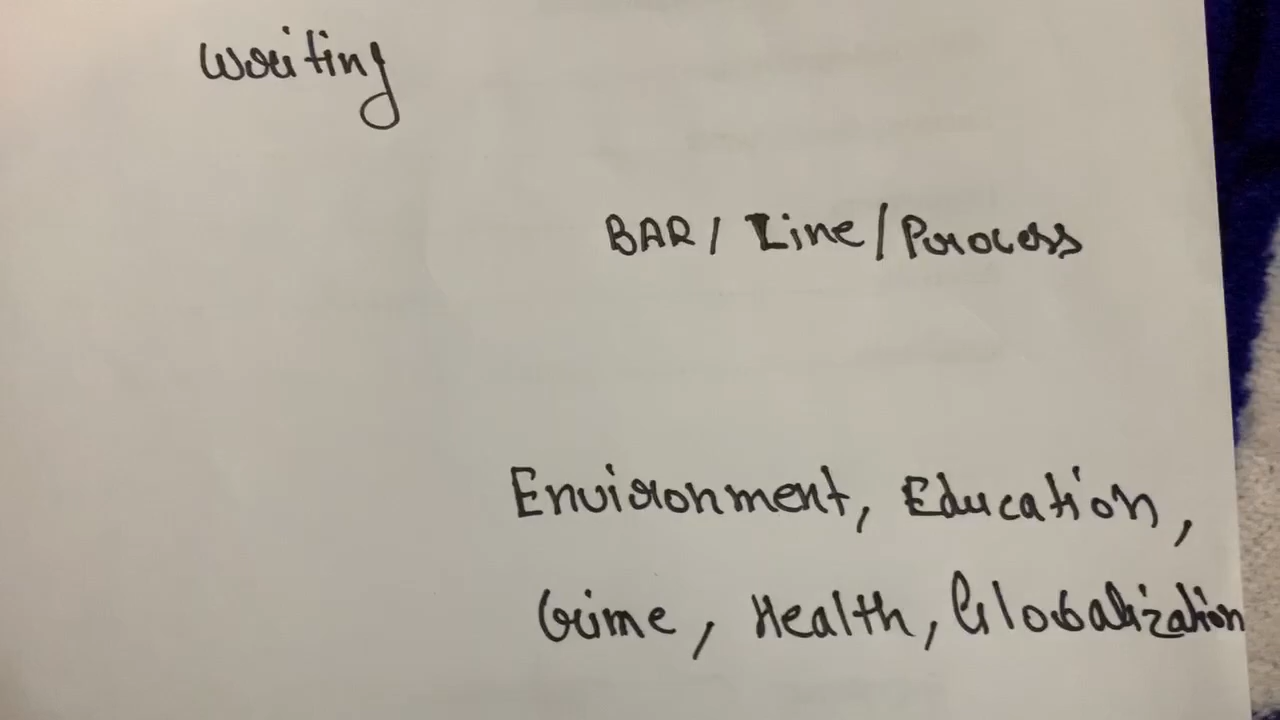 Writing
BAR / Line / Process
Environment, Education,
Crime, Health, Globalization